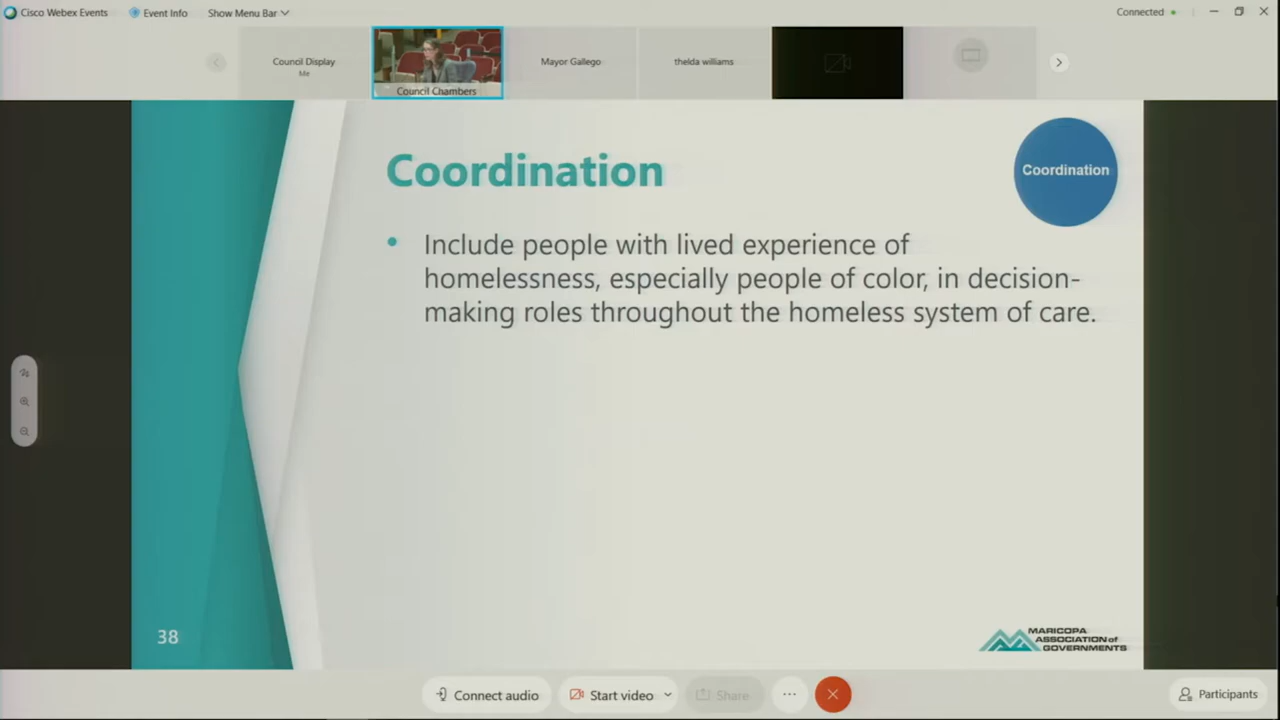 Cisco Webex Events
Event Info
Show Menu Bar
Connected
Council Display
Me
Council Chambers
Mayor Gallego
thelda williams
Coordination
Coordination
Include people with lived experience of
homelessness, especially people of color, in decision-
making roles throughout the homeless system of care.
38
MARICOPA
ASSOCIATION of
GOVERNMENTS
Connect audio
Start video
Share
Participants